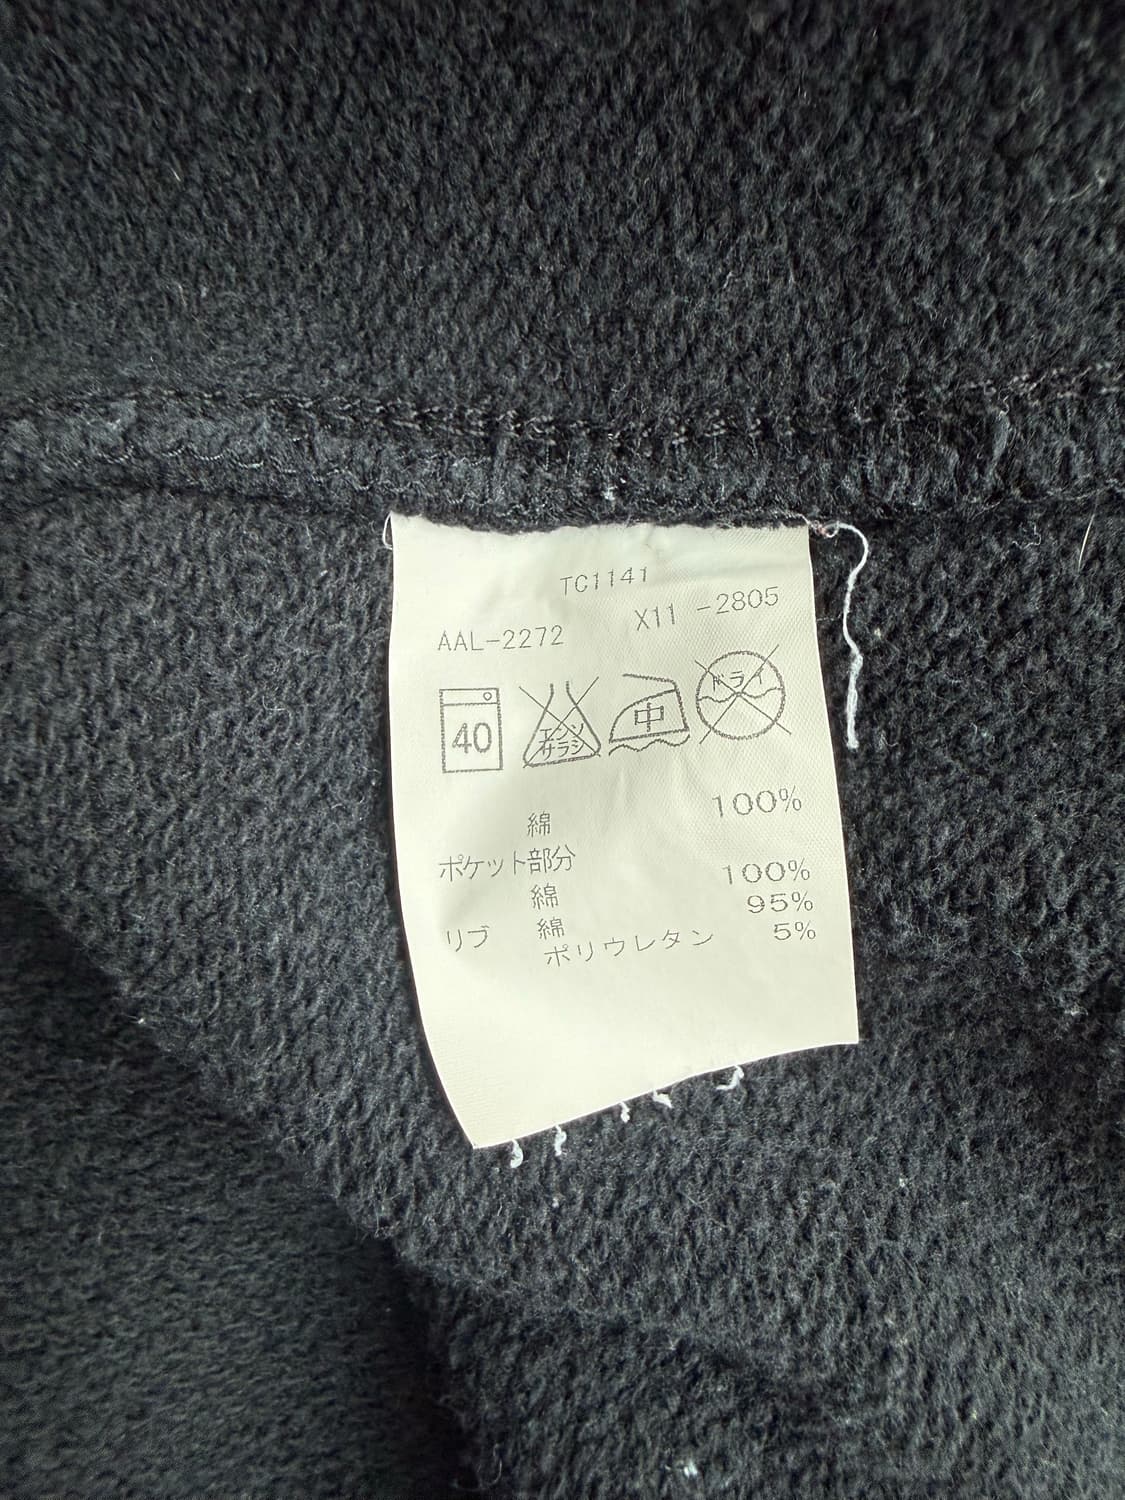 TC1141
X11 -2805
AAL-2272
40
エンソ
サラシ
中
ドライ
綿 100%
ポケット部分
綿 100%
リブ 綿 95%
ポリウレタン 5%